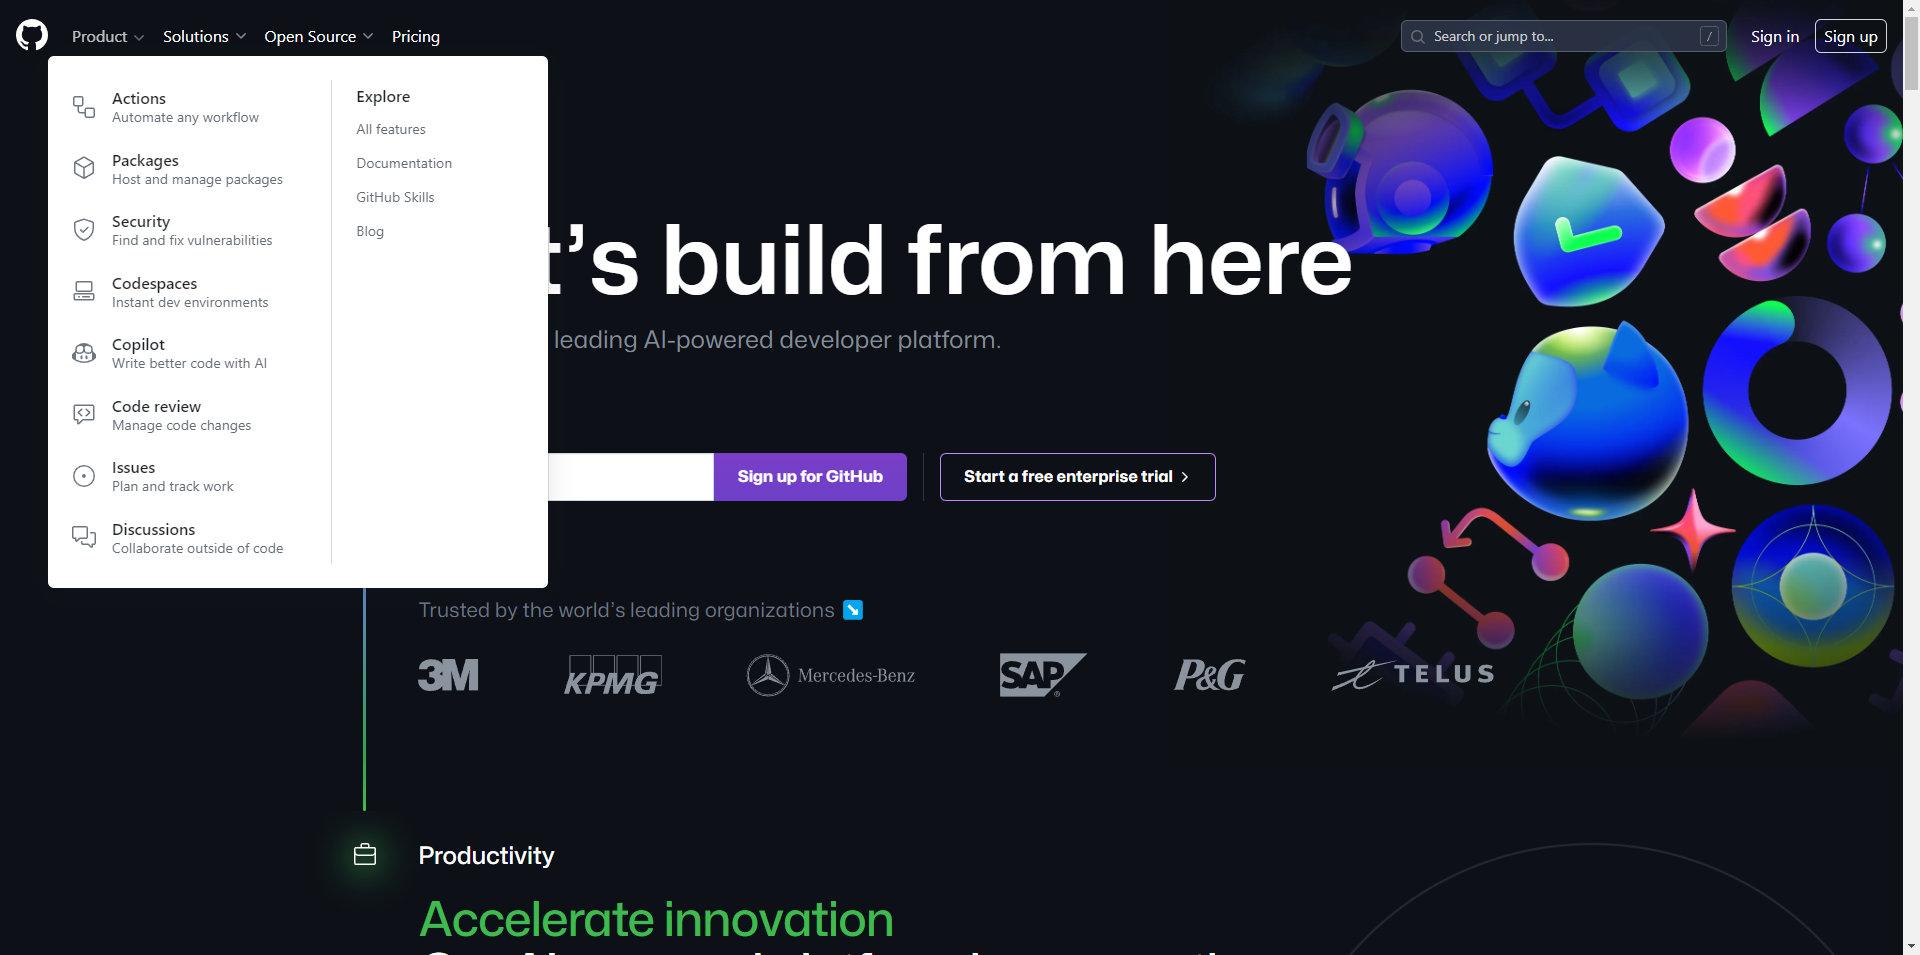 Product
Solutions
Open Source
Pricing
Search or jump to...
/
Sign in
Sign up
Actions
Automate any workflow
Packages
Host and manage packages
Security
Find and fix vulnerabilities
Codespaces
Instant dev environments
Copilot
Write better code with AI
Code review
Manage code changes
Issues
Plan and track work
Discussions
Collaborate outside of code
Explore
All features
Documentation
GitHub Skills
Blog
t’s build from here
leading AI-powered developer platform.
Sign up for GitHub
Start a free enterprise trial
Trusted by the world’s leading organizations
3M
KPMG
Mercedes-Benz
SAP
P&G
TELUS
Productivity
Accelerate innovation